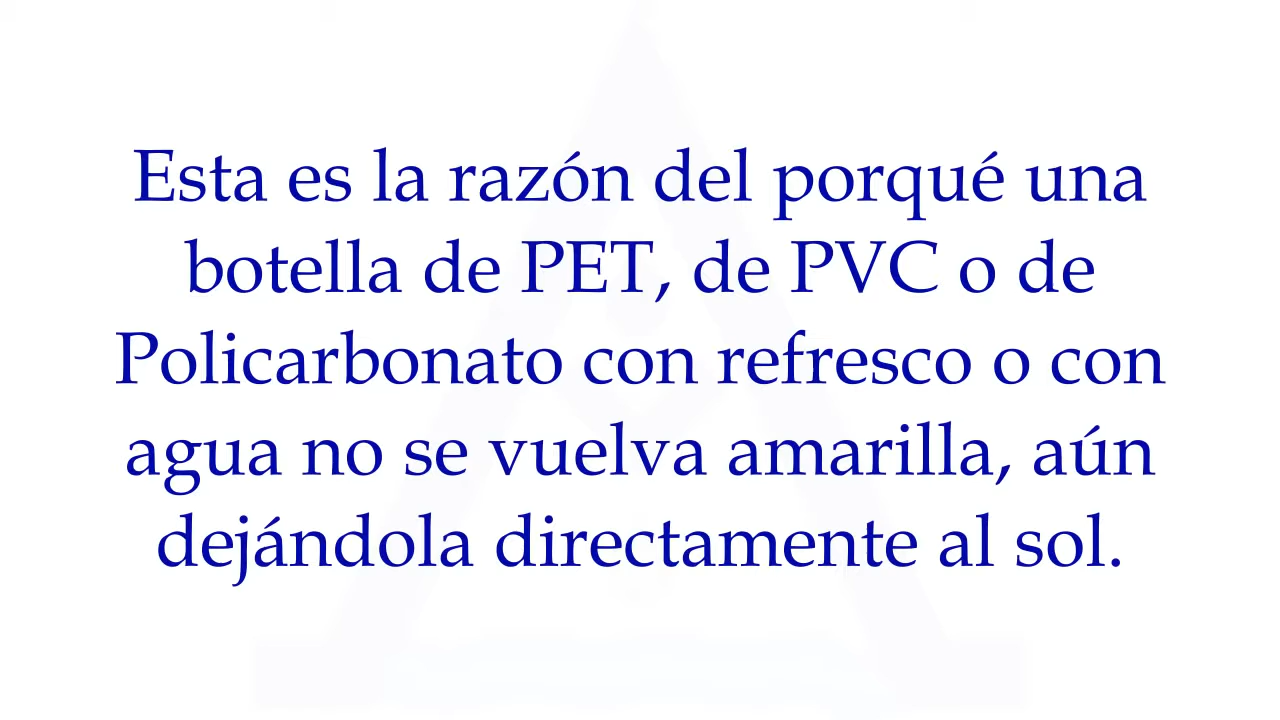 Esta es la razón del porqué una
botella de PET, de PVC o de
Policarbonato con refresco o con
agua no se vuelva amarilla, aún
dejándola directamente al sol.